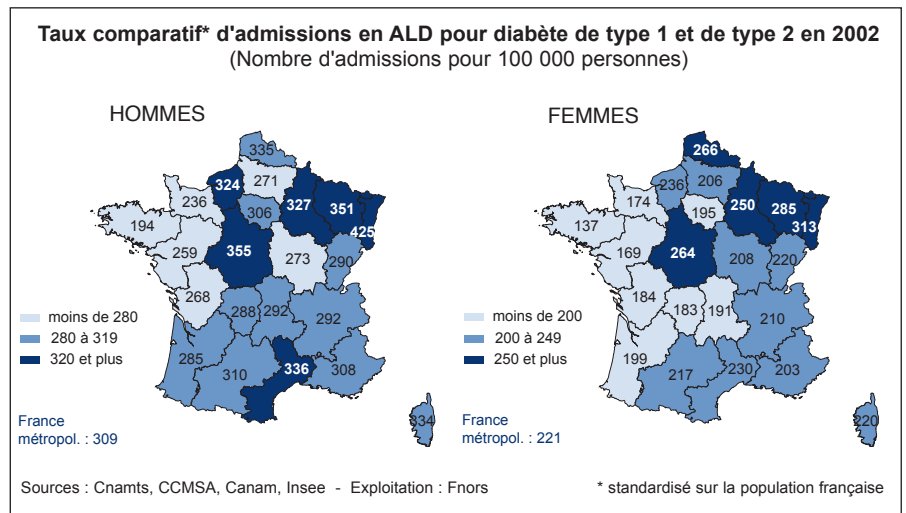 Taux comparatif* d'admissions en ALD pour diabète de type 1 et de type 2 en 2002
(Nombre d'admissions pour 100 000 personnes)
HOMMES
335
324
271
236
306
327
351
425
194
259
355
273
290
268
288
292
292
285
310
336
308
334
moins de 280
280 à 319
320 et plus
France
métropol. : 309
FEMMES
266
236
206
174
195
250
285
313
137
169
264
208
220
184
183
191
210
199
217
230
203
220
moins de 200
200 à 249
250 et plus
France
métropol. : 221
Sources : Cnamts, CCMSA, Canam, Insee - Exploitation : Fnors
* standardisé sur la population française